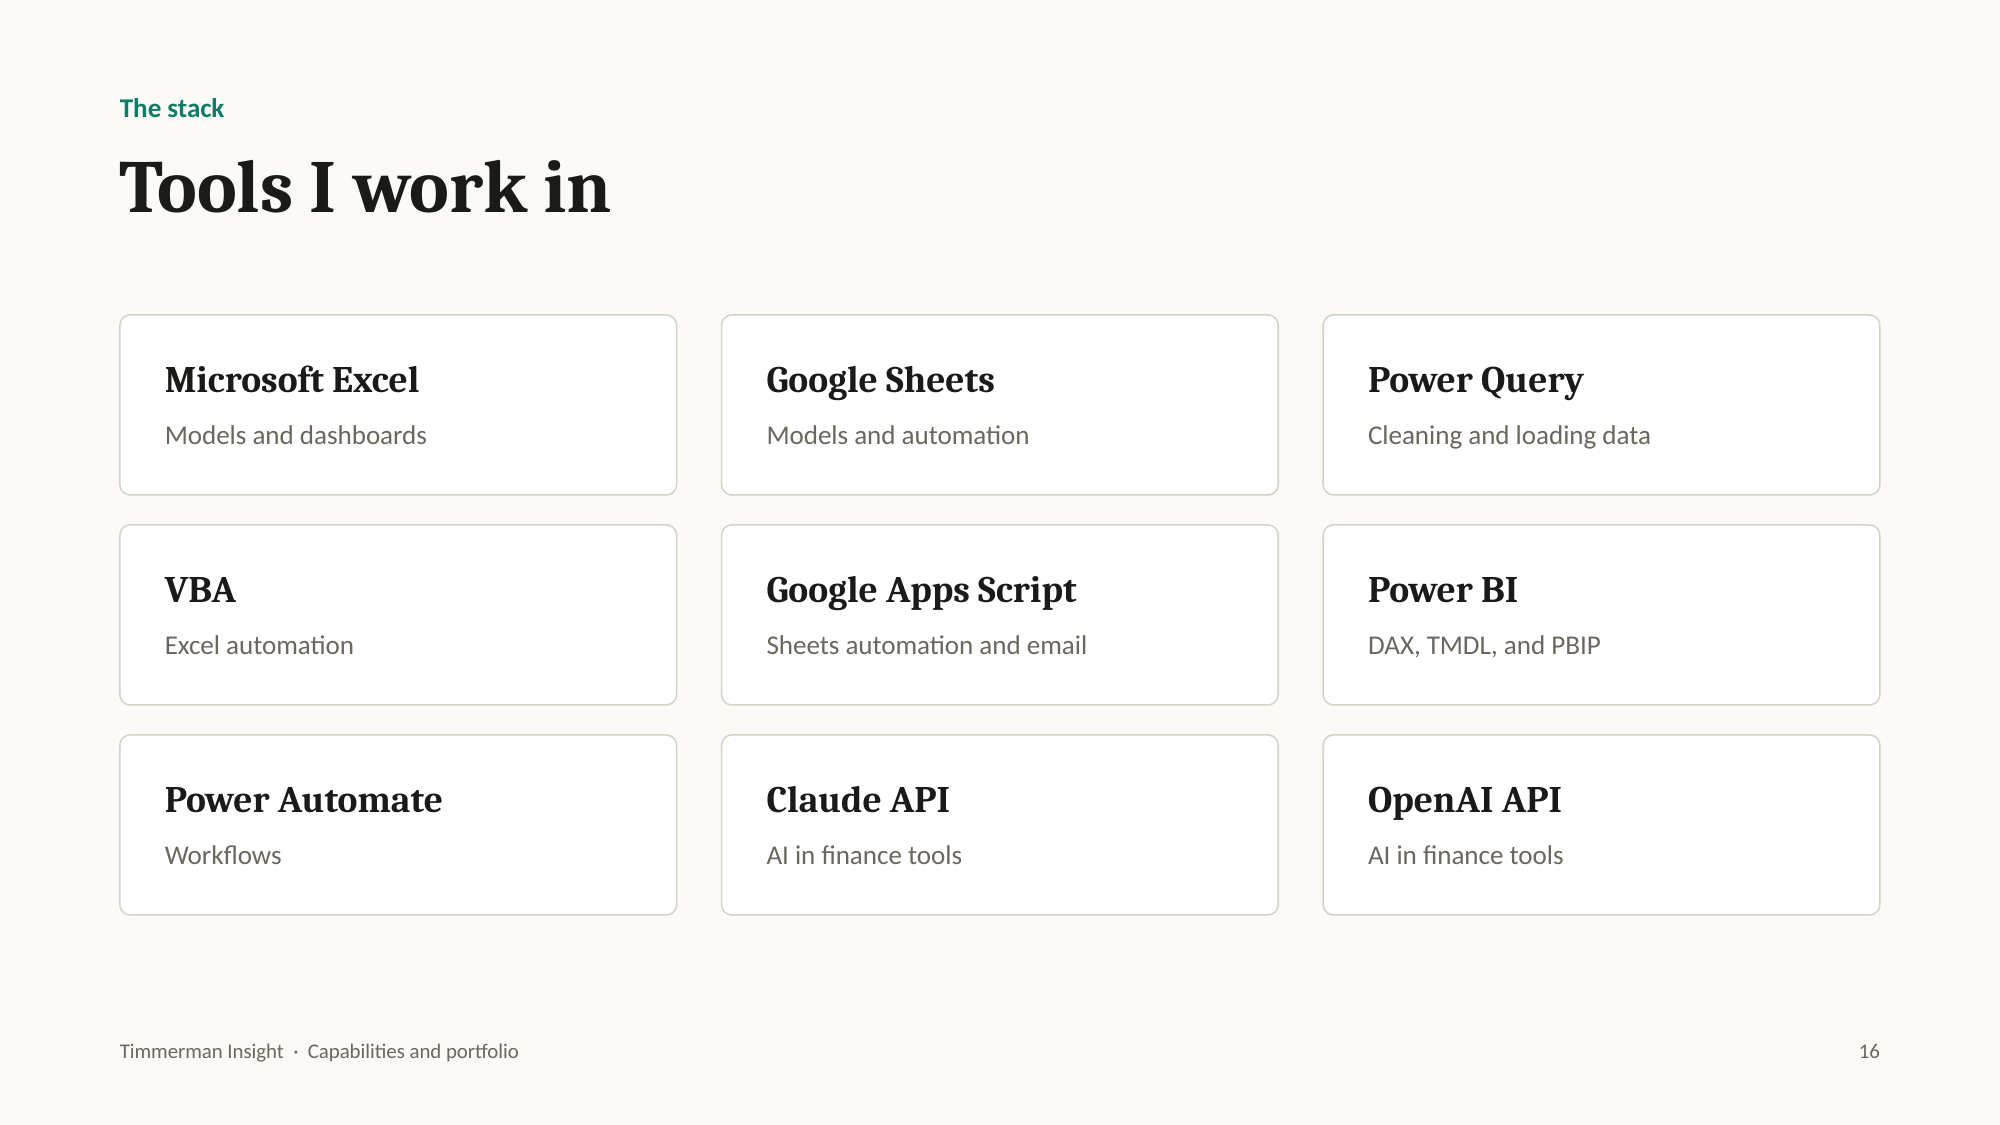 The stack
Tools I work in
Microsoft Excel
Models and dashboards
Google Sheets
Models and automation
Power Query
Cleaning and loading data
VBA
Excel automation
Google Apps Script
Sheets automation and email
Power BI
DAX, TMDL, and PBIP
Power Automate
Workflows
Claude API
AI in finance tools
OpenAI API
AI in finance tools
Timmerman Insight · Capabilities and portfolio
16